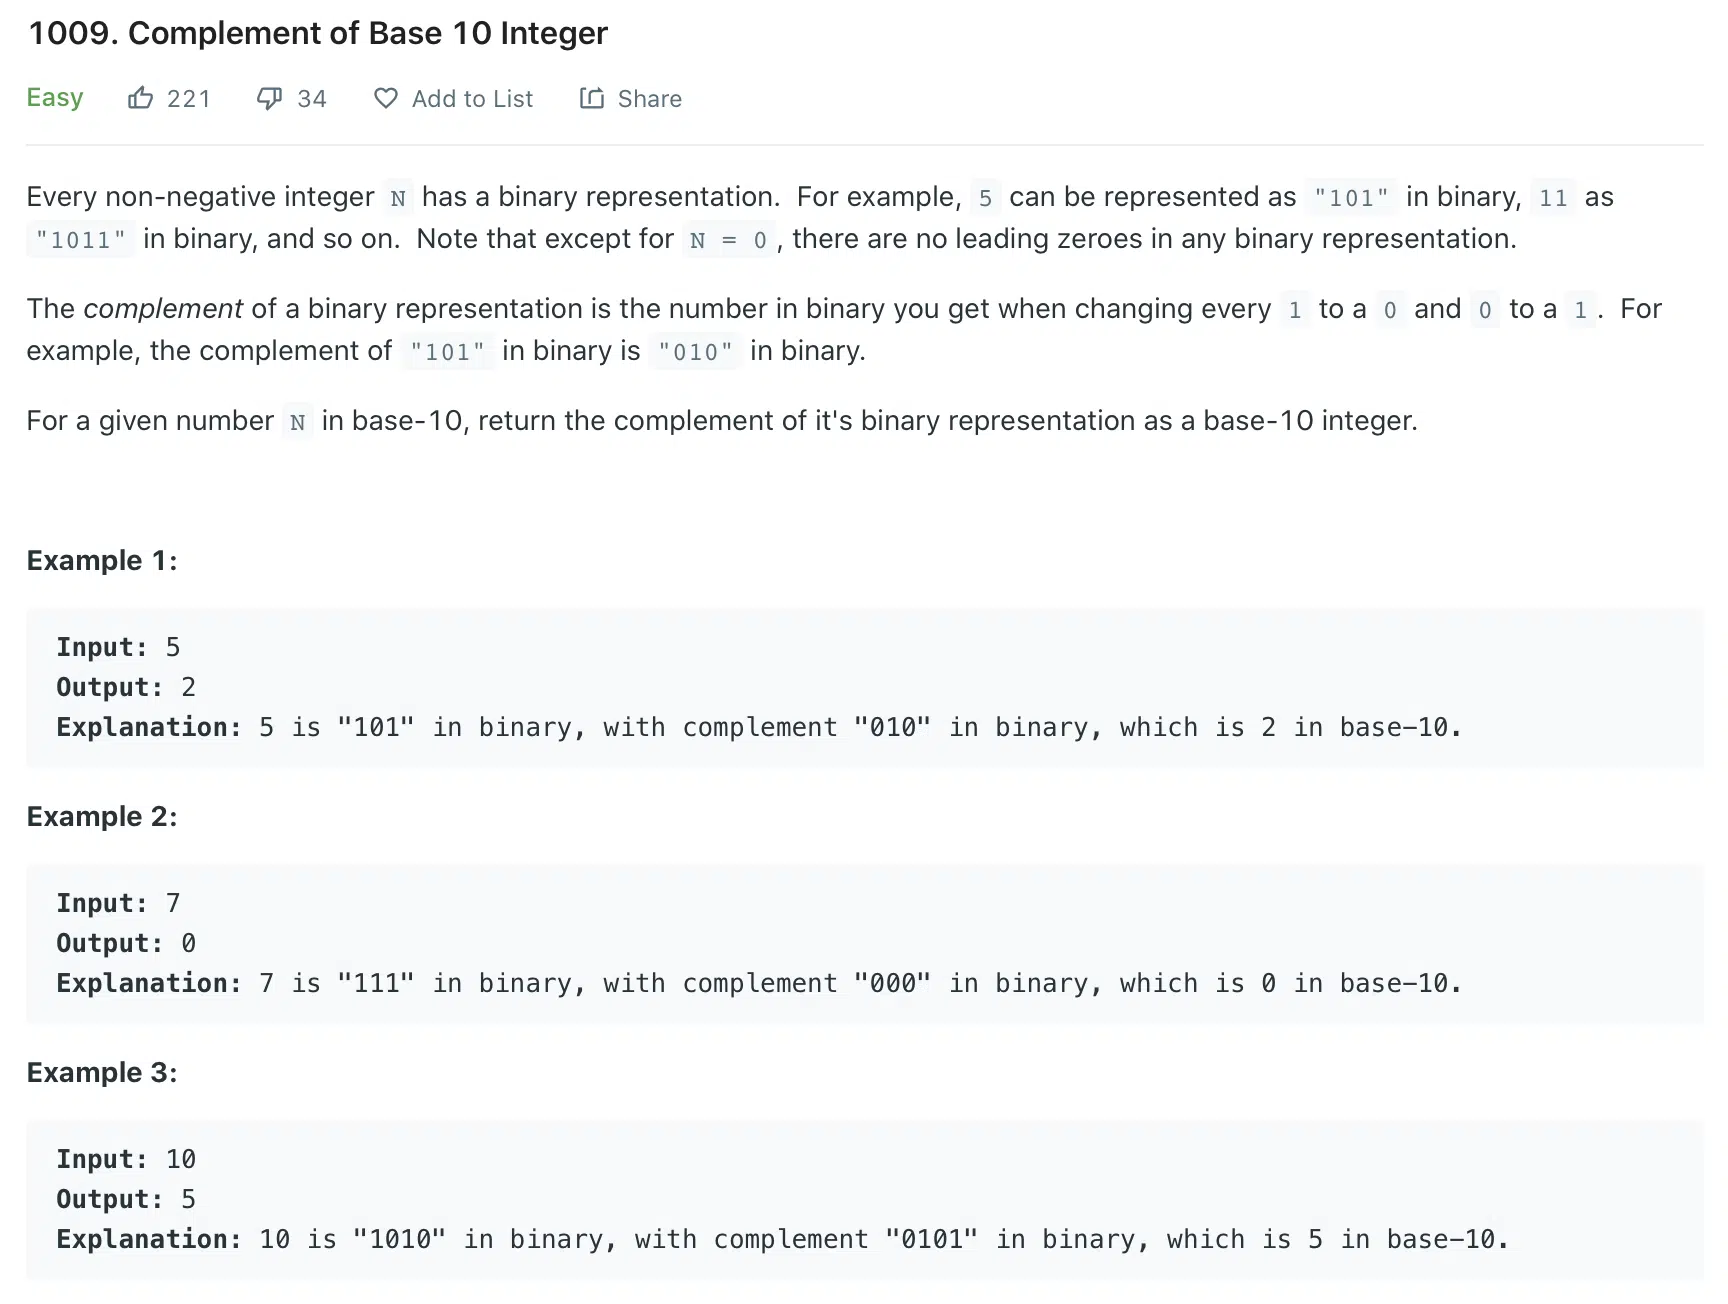 1009. Complement of Base 10 Integer
Easy 221 34 Add to List Share
Every non-negative integer N has a binary representation.  For example, 5 can be represented as "101" in binary, 11 as
"1011" in binary, and so on.  Note that except for N = 0, there are no leading zeroes in any binary representation.
The complement of a binary representation is the number in binary you get when changing every 1 to a 0 and 0 to a 1.  For
example, the complement of "101" in binary is "010" in binary.
For a given number N in base-10, return the complement of it's binary representation as a base-10 integer.
Example 1:
Input: 5
Output: 2
Explanation: 5 is "101" in binary, with complement "010" in binary, which is 2 in base-10.
Example 2:
Input: 7
Output: 0
Explanation: 7 is "111" in binary, with complement "000" in binary, which is 0 in base-10.
Example 3:
Input: 10
Output: 5
Explanation: 10 is "1010" in binary, with complement "0101" in binary, which is 5 in base-10.